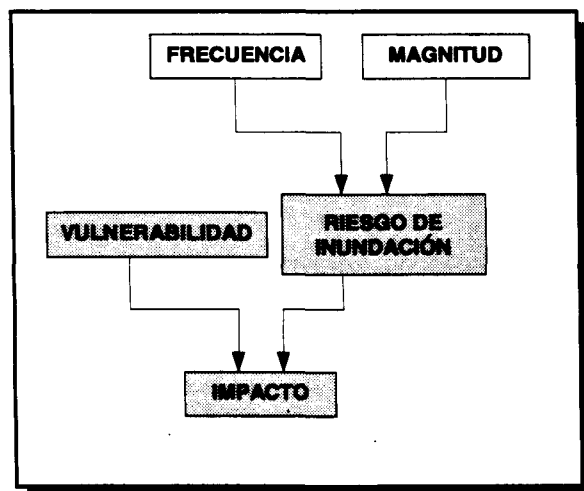 FRECUENCIA
MAGNITUD
VULNERABILIDAD
RIESGO DE
INUNDACIÓN
IMPACTO